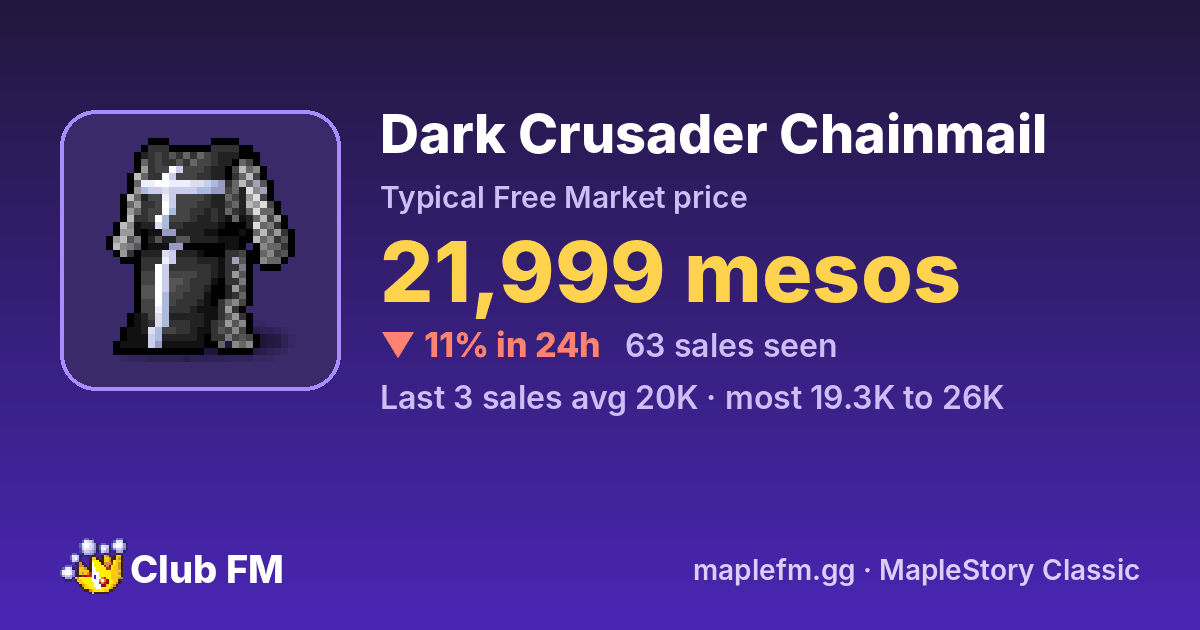 Dark Crusader Chainmail
Typical Free Market price
21,999 mesos
▼ 11% in 24h 63 sales seen
Last 3 sales avg 20K · most 19.3K to 26K
Club FM
maplefm.gg · MapleStory Classic